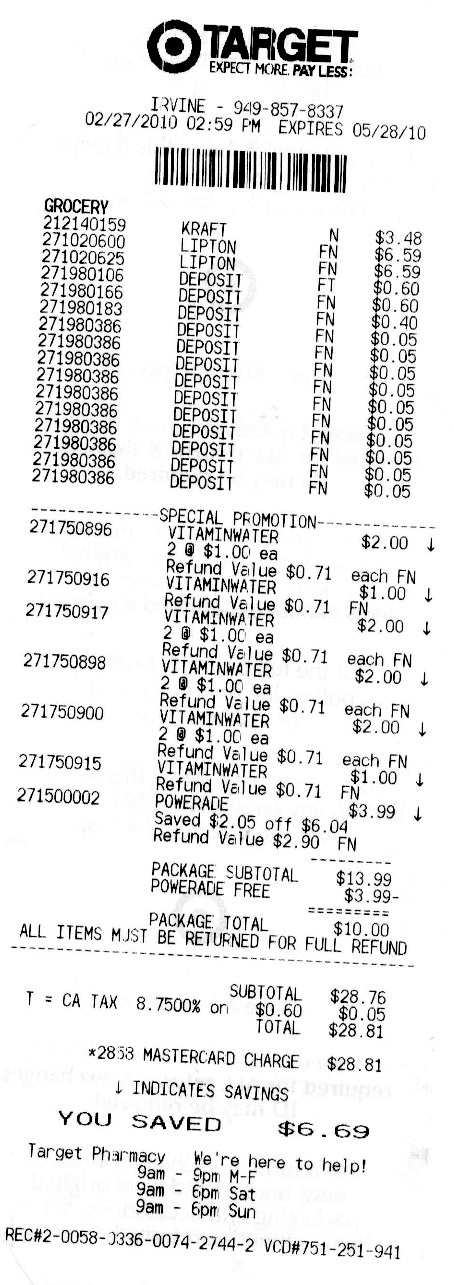 TARGET
EXPECT MORE. PAY LESS.
IRVINE - 949-857-8337
02/27/2010 02:59 PM EXPIRES 05/28/10
GROCERY
212140159 KRAFT N $3.48
271020600 LIPTON FN $6.59
271020625 LIPTON FN $6.59
271980106 DEPOSIT FT $0.60
271980166 DEPOSIT FN $0.60
271980183 DEPOSIT FN $0.40
271980386 DEPOSIT FN $0.05
271980386 DEPOSIT FN $0.05
271980386 DEPOSIT FN $0.05
271980386 DEPOSIT FN $0.05
271980386 DEPOSIT FN $0.05
271980386 DEPOSIT FN $0.05
271980386 DEPOSIT FN $0.05
271980386 DEPOSIT FN $0.05
271980386 DEPOSIT FN $0.05
271980386 DEPOSIT FN $0.05
--------------SPECIAL PROMOTION-------------
271750896 VITAMINWATER $2.00 ↓
2 @ $1.00 ea
Refund Value $0.71 each FN
271750916 VITAMINWATER $1.00 ↓
Refund Value $0.71 FN
271750917 VITAMINWATER $2.00 ↓
2 @ $1.00 ea
Refund Value $0.71 each FN
271750898 VITAMINWATER $2.00 ↓
2 @ $1.00 ea
Refund Value $0.71 each FN
271750900 VITAMINWATER $2.00 ↓
2 @ $1.00 ea
Refund Value $0.71 each FN
271750915 VITAMINWATER $1.00 ↓
Refund Value $0.71 FN
271500002 POWERADE $3.99 ↓
Saved $2.05 off $6.04
Refund Value $2.90 FN
PACKAGE SUBTOTAL $13.99
POWERADE FREE $3.99-
PACKAGE TOTAL $10.00
ALL ITEMS MUST BE RETURNED FOR FULL REFUND
SUBTOTAL $28.76
T = CA TAX 8.7500% on $0.60 $0.05
TOTAL $28.81
*2853 MASTERCARD CHARGE $28.81
↓ INDICATES SAVINGS
YOU SAVED $6.69
Target Pharmacy We're here to help!
9am - 9pm M-F
9am - 6pm Sat
9am - 6pm Sun
REC#2-0058-0336-0074-2744-2 VCD#751-251-941